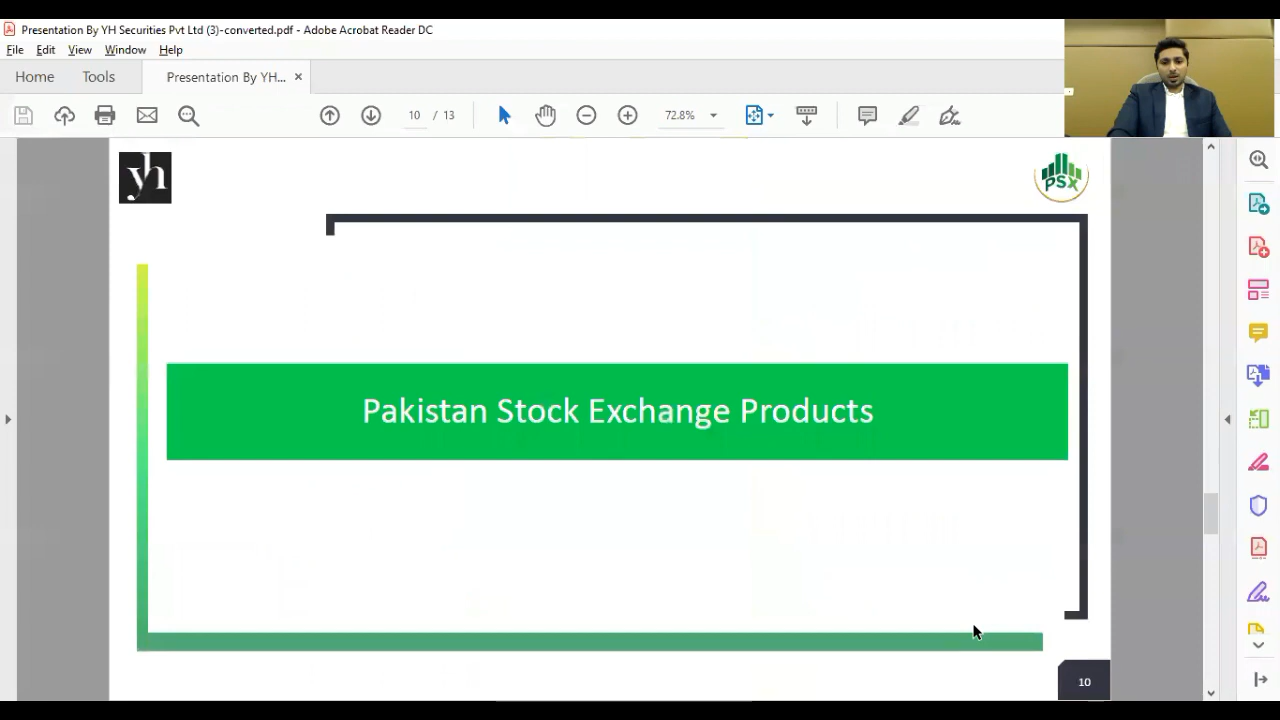 Presentation By YH Securities Pvt Ltd (3)-converted.pdf - Adobe Acrobat Reader DC
File Edit View Window Help
Home Tools Presentation By YH... ×
10 / 13 72.8%
yh
PSX
Pakistan Stock Exchange Products
10